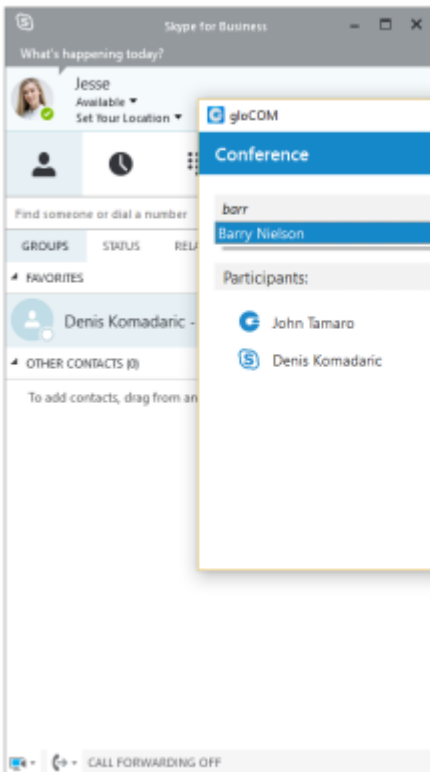 Skype for Business
What's happening today?
Jesse
Available
Set Your Location
gloCOM
Conference
Find someone or dial a number
barr
Barry Nielson
GROUPS STATUS RELA
FAVORITES
Participants:
John Tamaro
Denis Komadaric -
Denis Komadaric
OTHER CONTACTS (0)
To add contacts, drag from an
CALL FORWARDING OFF